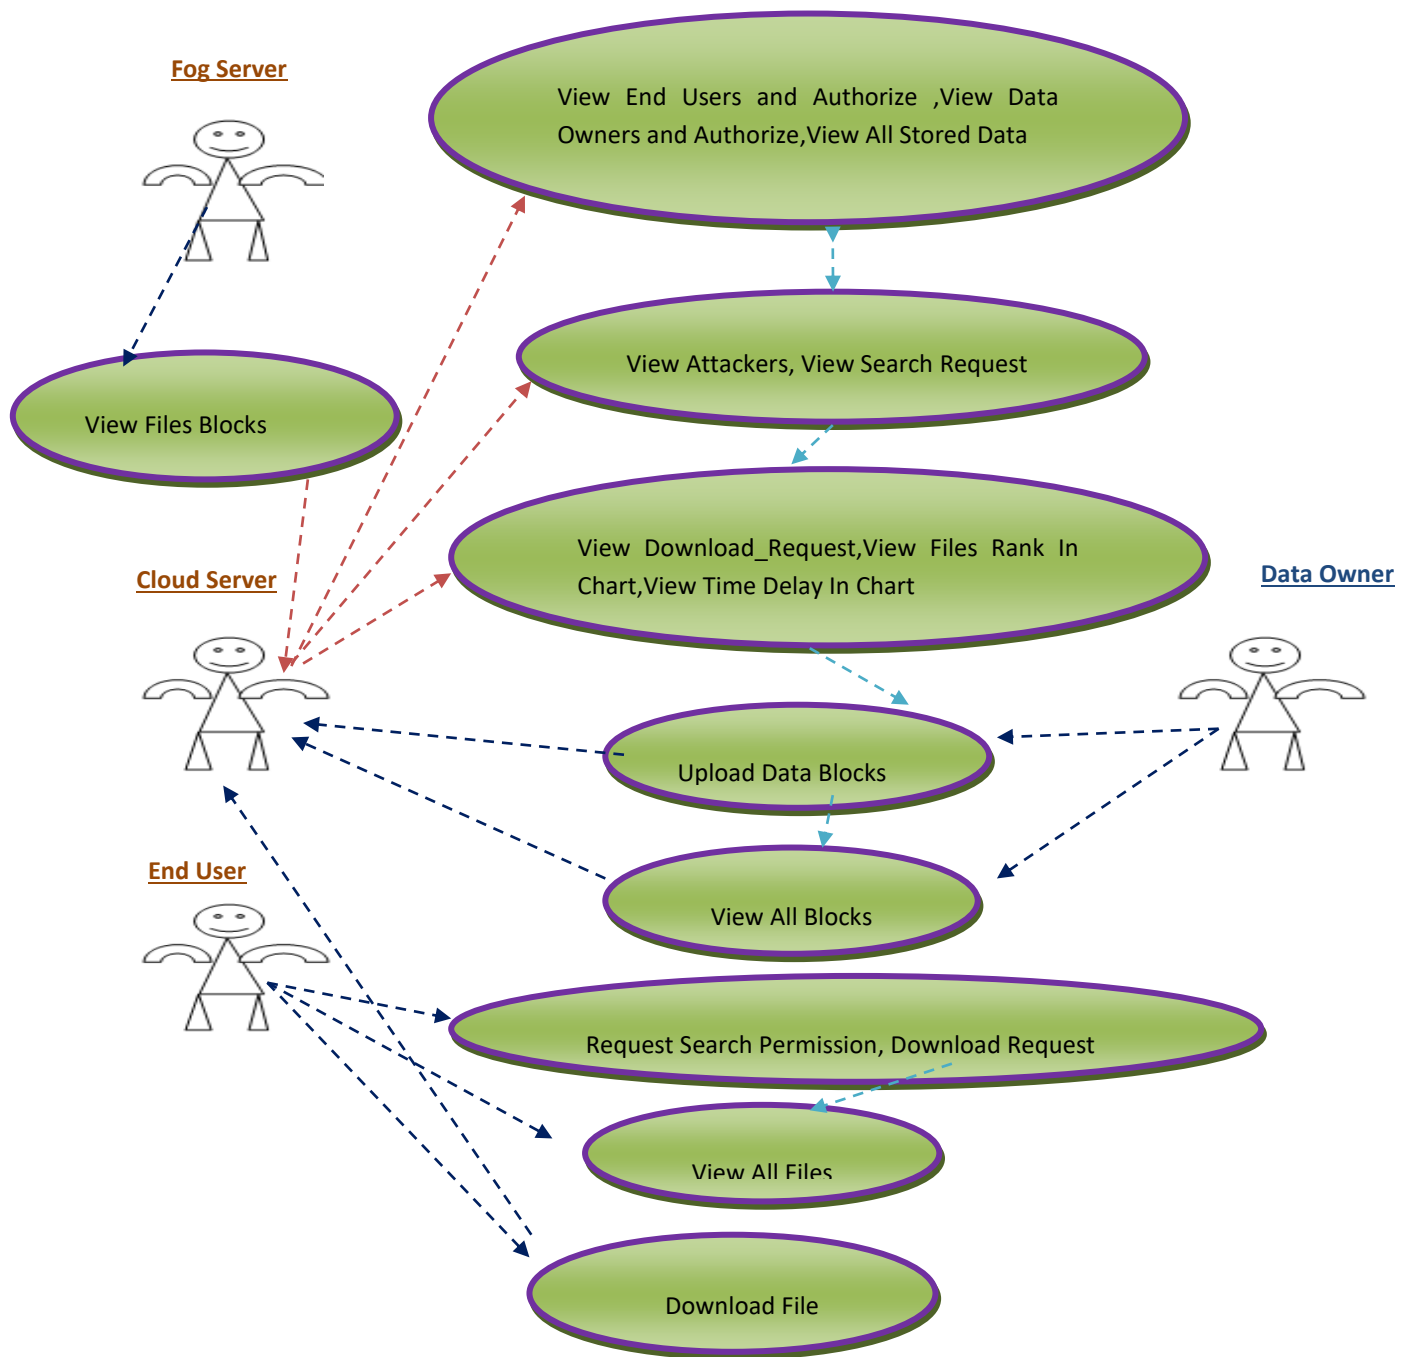 Fog Server
View End Users and Authorize ,View Data
Owners and Authorize,View All Stored Data
View Attackers, View Search Request
View Files Blocks
View Download_Request,View Files Rank In
Chart,View Time Delay In Chart
Cloud Server
Data Owner
Upload Data Blocks
End User
View All Blocks
Request Search Permission, Download Request
View All Files
Download File